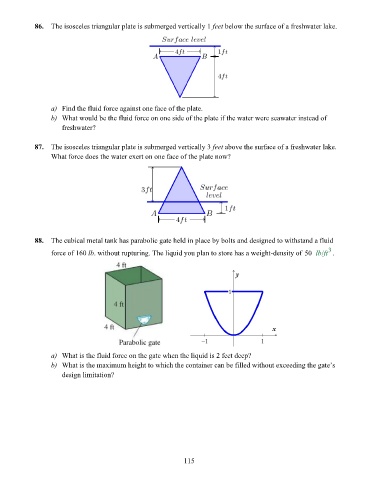 86. The isosceles triangular plate is submerged vertically 1 feet below the surface of a freshwater lake.
Surface level
4ft
1ft
A
B
4ft
a) Find the fluid force against one face of the plate.
b) What would be the fluid force on one side of the plate if the water were seawater instead of
freshwater?
87. The isosceles triangular plate is submerged vertically 3 feet above the surface of a freshwater lake.
What force does the water exert on one face of the plate now?
3ft
Surface
level
1ft
A
B
4ft
88. The cubical metal tank has parabolic gate held in place by bolts and designed to withstand a fluid
force of 160 lb. without rupturing. The liquid you plan to store has a weight-density of 50 lb/ft³.
4 ft
y
1
4 ft
4 ft
x
Parabolic gate
-1
1
a) What is the fluid force on the gate when the liquid is 2 feet deep?
b) What is the maximum height to which the container can be filled without exceeding the gate's
design limitation?
115